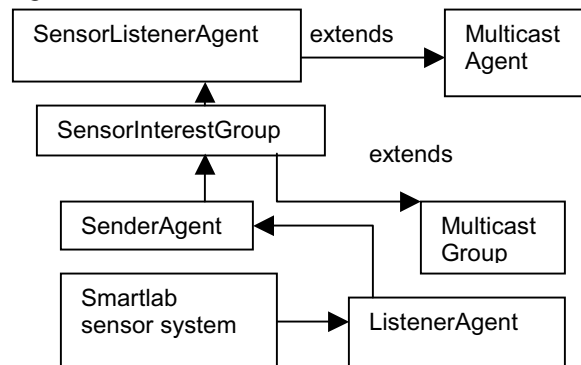 SensorListenerAgent
extends
Multicast
Agent
SensorInterestGroup
extends
SenderAgent
Multicast
Group
Smartlab
sensor system
ListenerAgent